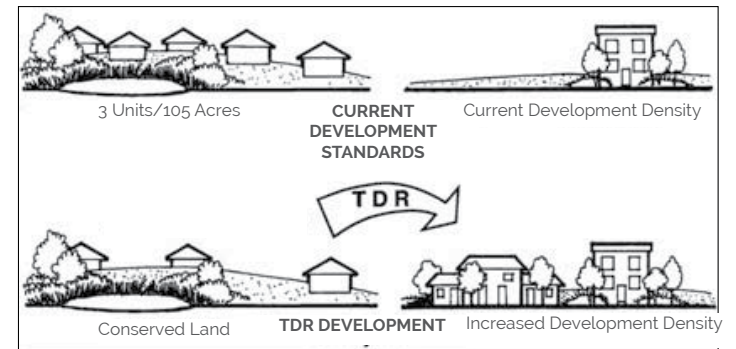 3 Units/105 Acres
CURRENT
DEVELOPMENT
STANDARDS
Current Development Density
TDR
Conserved Land
TDR DEVELOPMENT
Increased Development Density